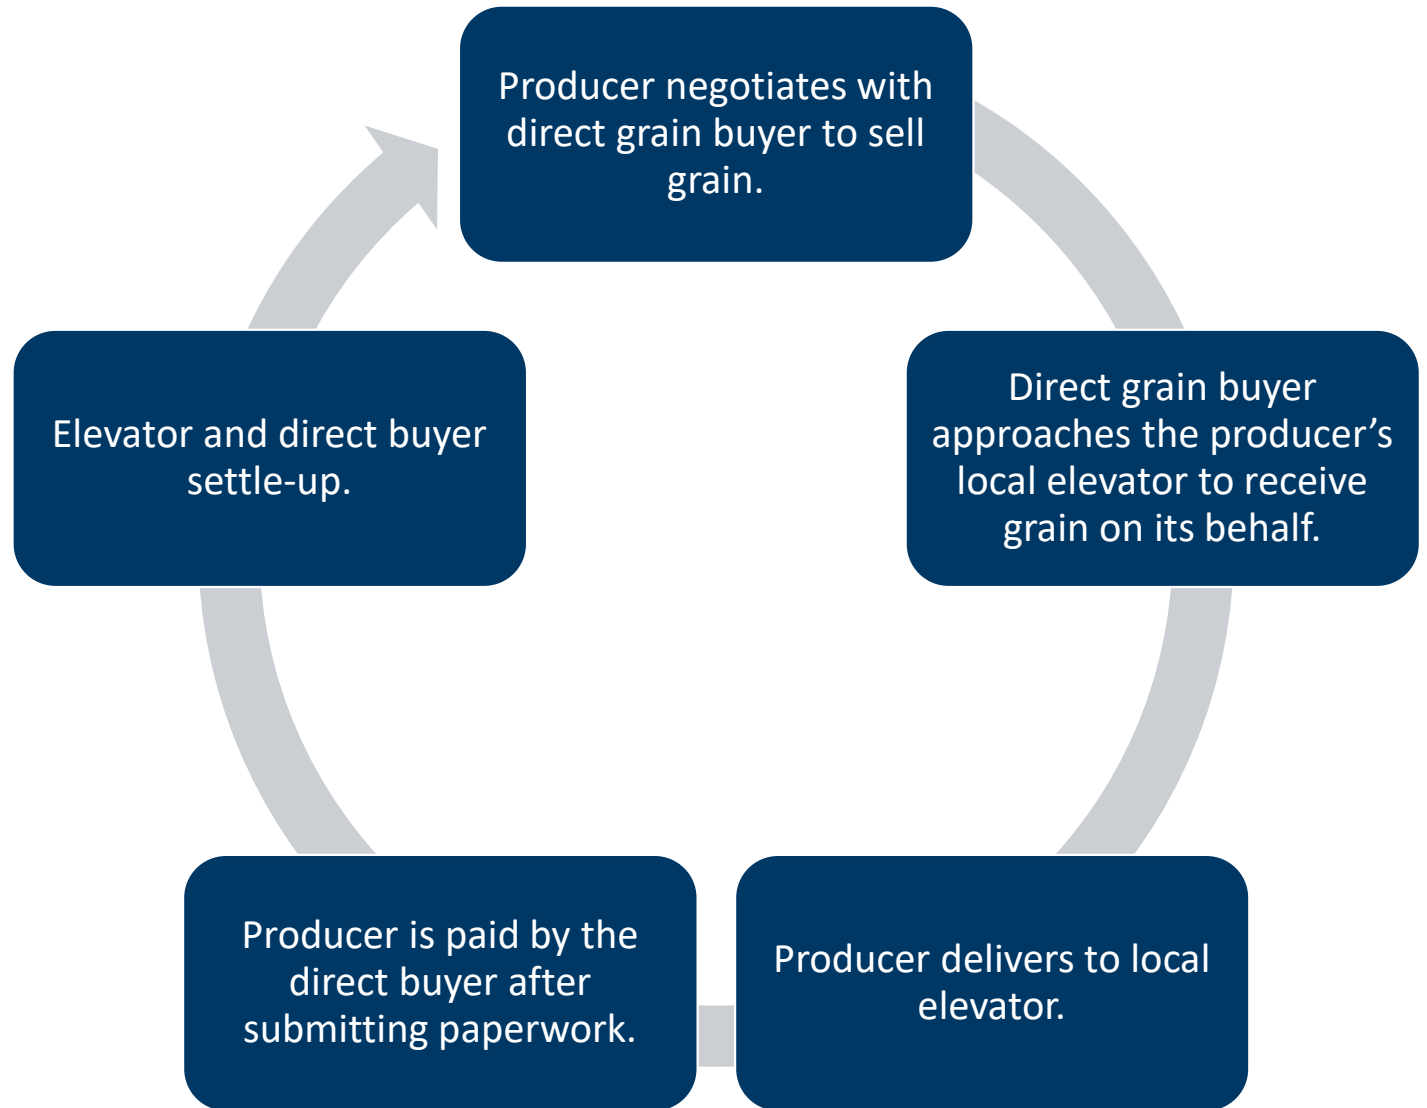 Producer negotiates with
direct grain buyer to sell
grain.
Direct grain buyer
approaches the producer’s
local elevator to receive
grain on its behalf.
Producer delivers to local
elevator.
Producer is paid by the
direct buyer after
submitting paperwork.
Elevator and direct buyer
settle-up.